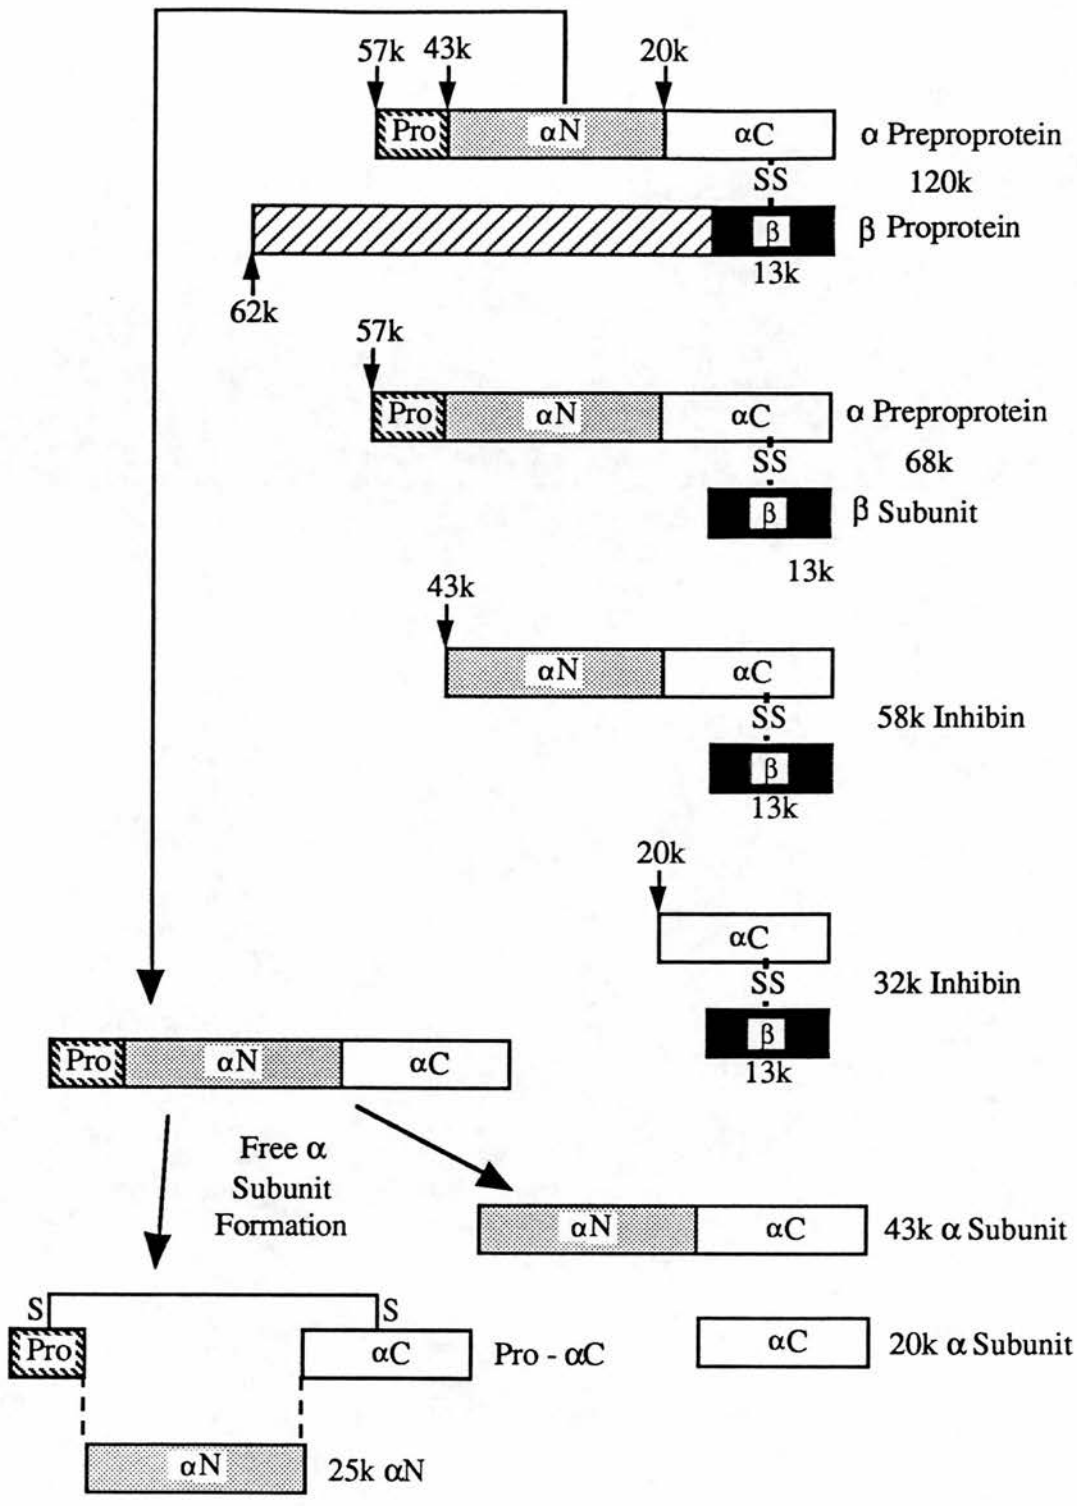 57k 43k 20k
Pro αN αC α Preproprotein
SS 120k
β β Proprotein
13k
62k
57k
Pro αN αC α Preproprotein
SS 68k
β β Subunit
13k
43k
αN αC
SS 58k Inhibin
β
13k
20k
αC
SS 32k Inhibin
β
13k
Pro αN αC
Free α
Subunit
Formation
αN αC 43k α Subunit
S S
Pro αC Pro - αC
αC 20k α Subunit
αN 25k αN